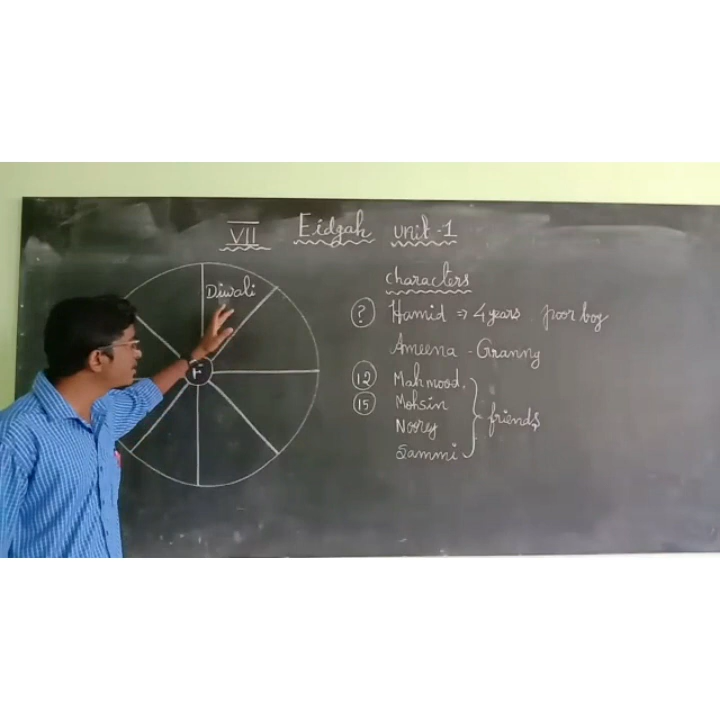 VII Eidgah unit-1
Diwali
F
characters
? Hamid ⇒ 4 years poor boy
Ameena - Granny
12 Mahmood.
15 Mohsin
Noorey
Sammi
friends